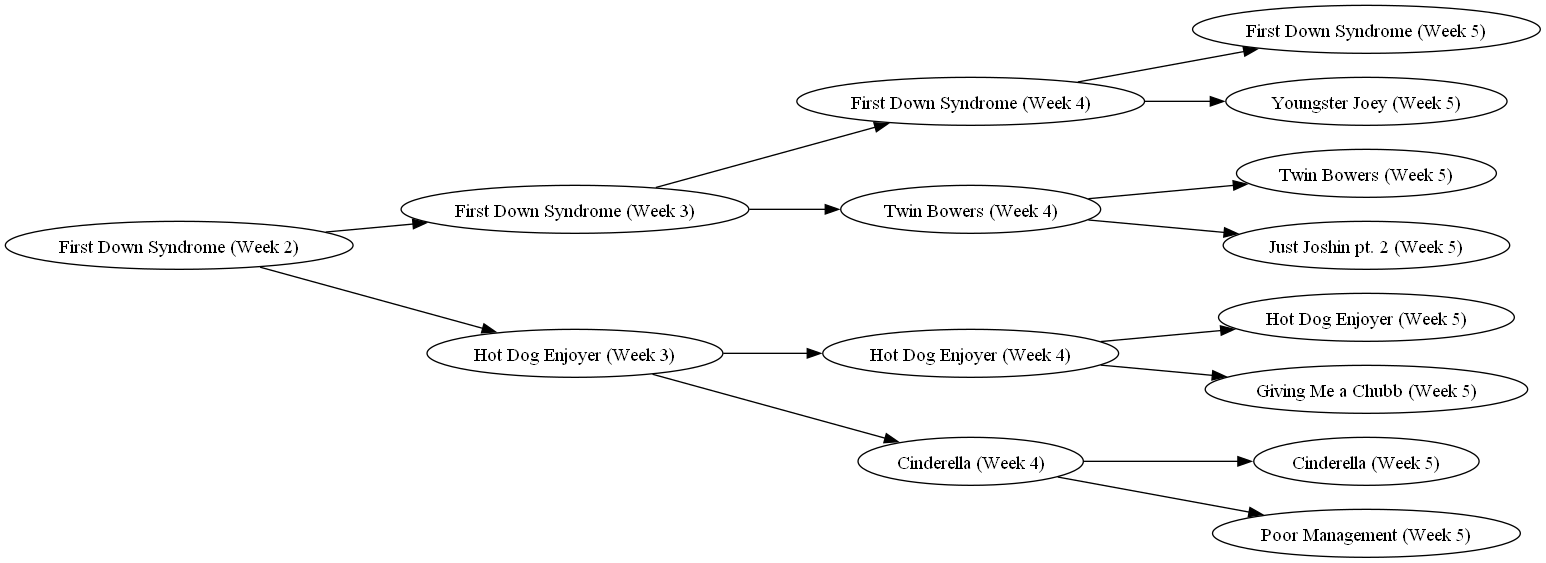 First Down Syndrome (Week 5)
First Down Syndrome (Week 4)
Youngster Joey (Week 5)
Twin Bowers (Week 5)
First Down Syndrome (Week 3)
Twin Bowers (Week 4)
First Down Syndrome (Week 2)
Just Joshin pt. 2 (Week 5)
Hot Dog Enjoyer (Week 5)
Hot Dog Enjoyer (Week 3)
Hot Dog Enjoyer (Week 4)
Giving Me a Chubb (Week 5)
Cinderella (Week 4)
Cinderella (Week 5)
Poor Management (Week 5)